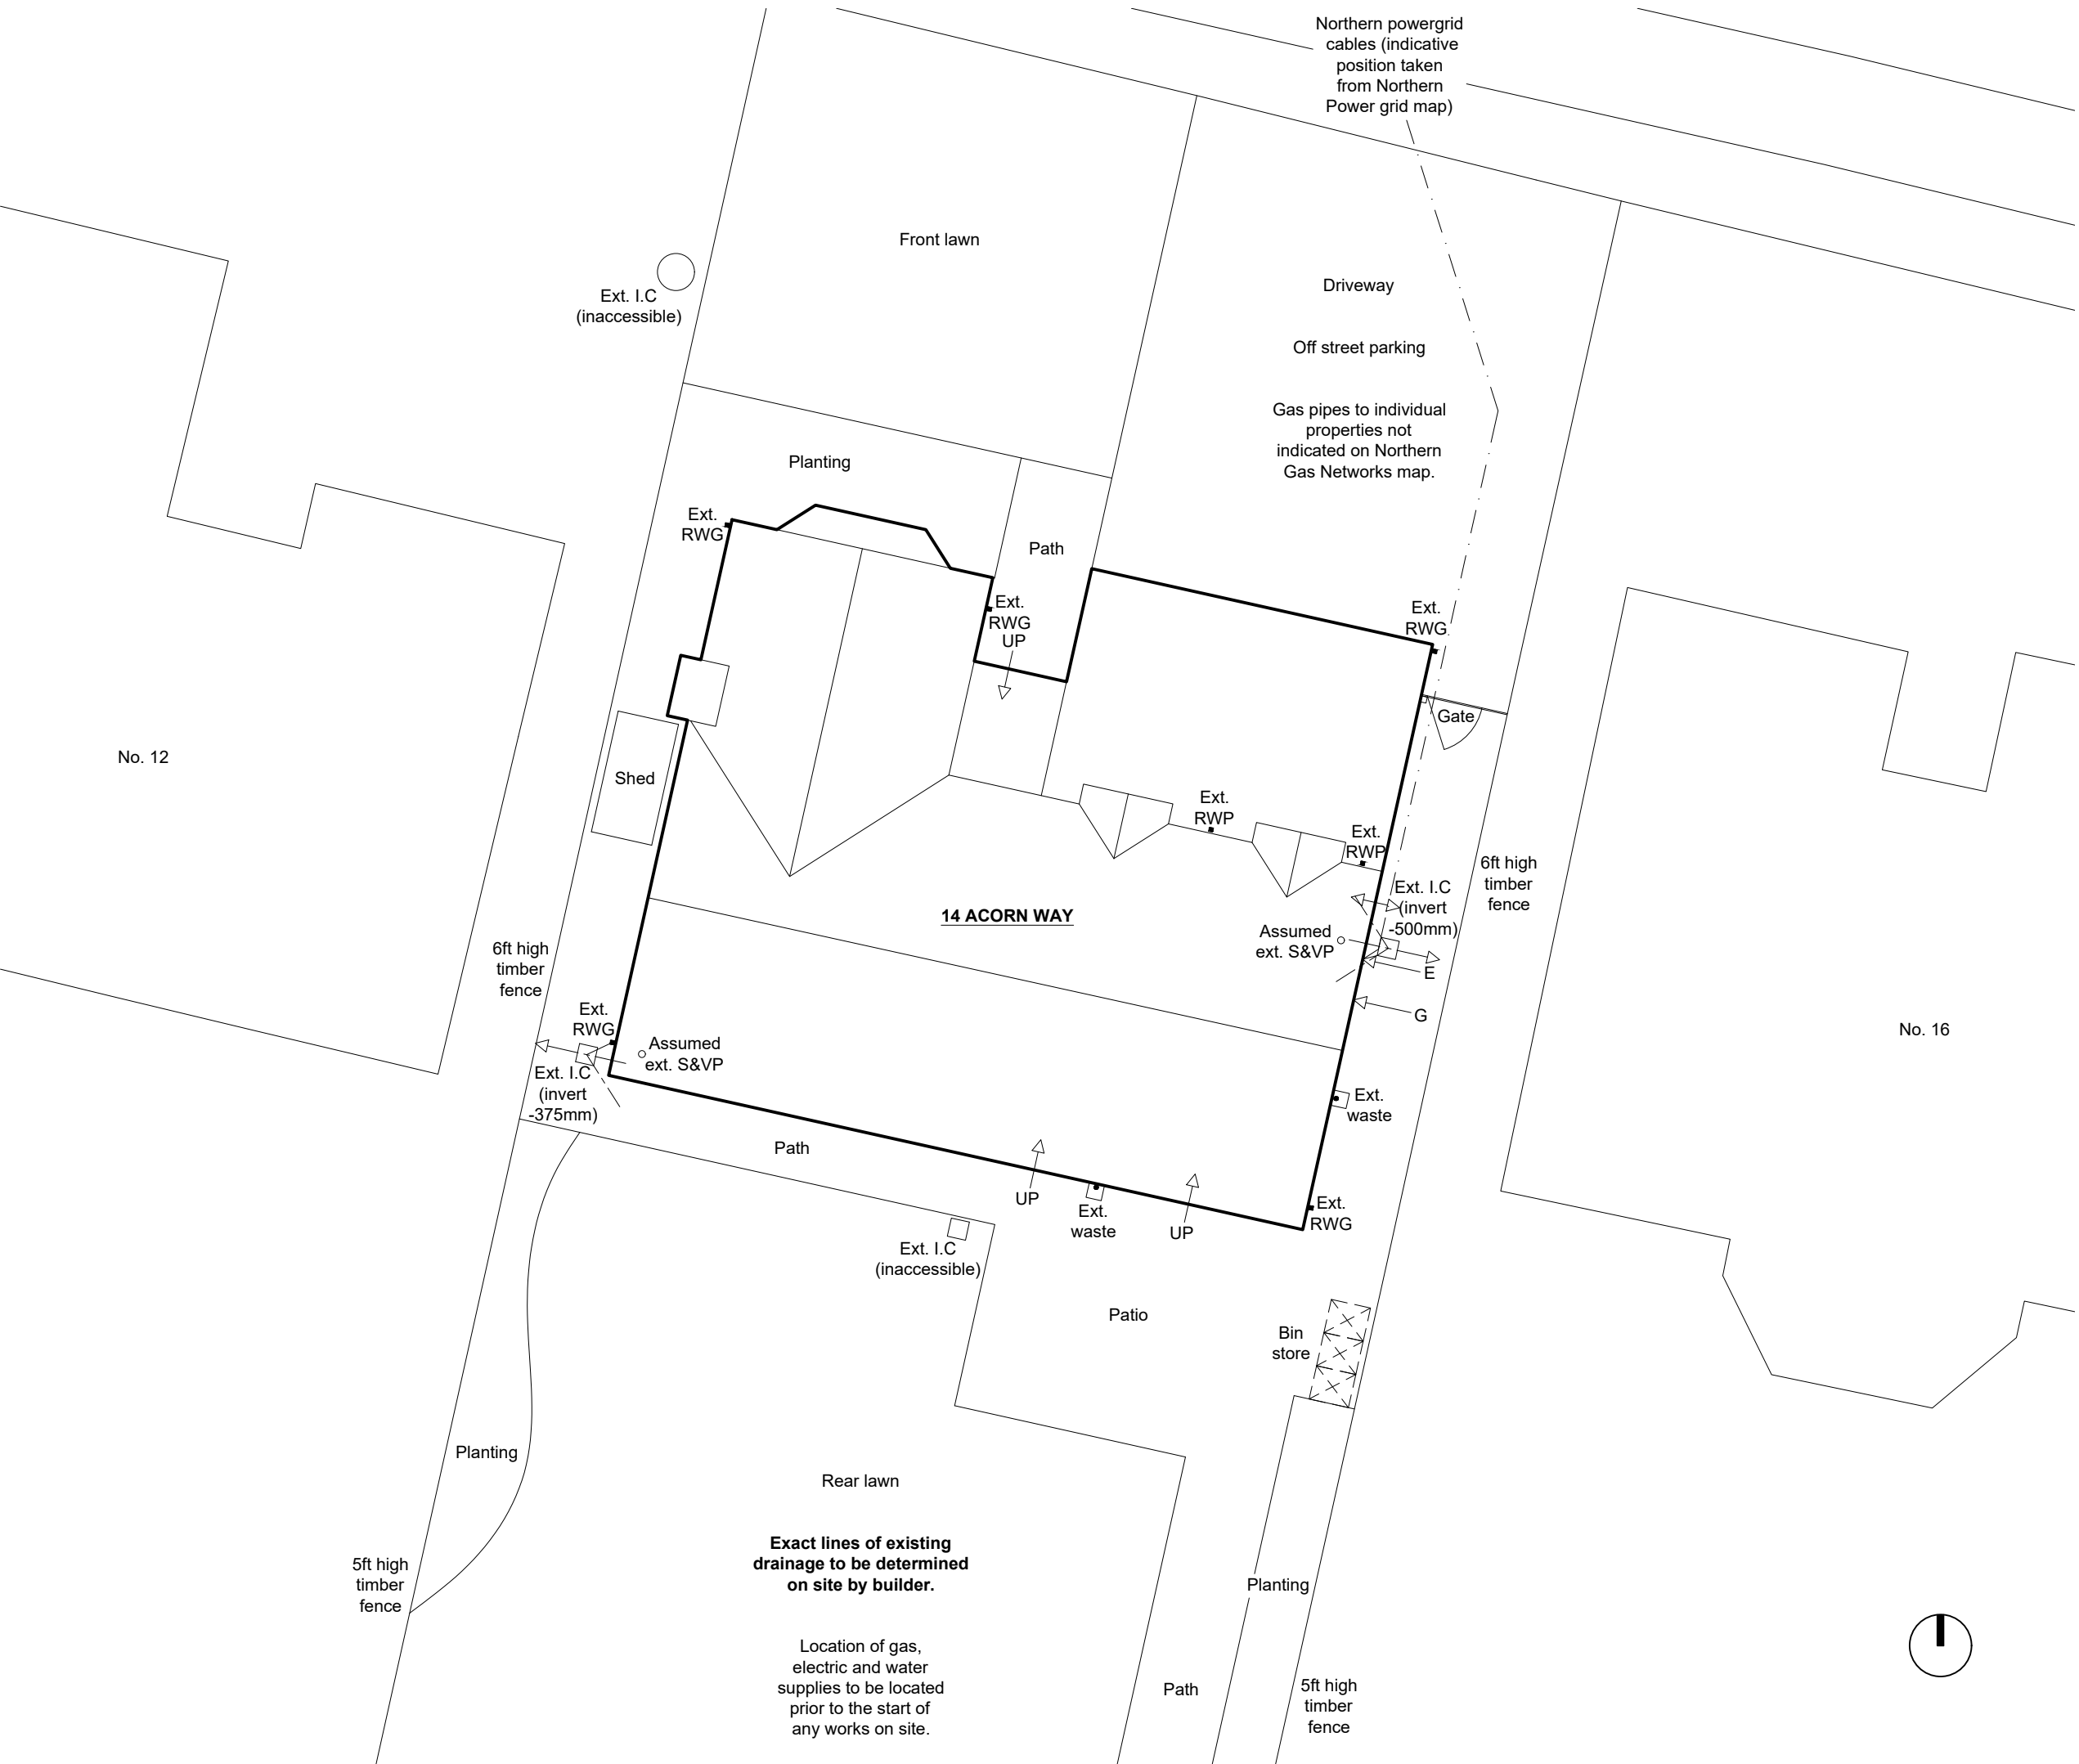 Northern powergrid
cables (indicative
position taken
from Northern
Power grid map)
Front lawn
Driveway
Ext. I.C
(inaccessible)
Off street parking
Gas pipes to individual
properties not
indicated on Northern
Gas Networks map.
Planting
Ext.
RWG
Path
Ext.
RWG
UP
Ext.
RWG
Gate
No. 12
Shed
Ext.
RWP
Ext.
RWP
6ft high
timber
fence
Ext. I.C
(invert
-500mm)
14 ACORN WAY
Assumed
ext. S&VP
E
G
No. 16
6ft high
timber
fence
Ext.
RWG
Assumed
ext. S&VP
Ext. I.C
(invert
-375mm)
Ext.
waste
Path
UP
Ext.
waste
UP
Ext.
RWG
Ext. I.C
(inaccessible)
Patio
Bin
store
Planting
Rear lawn
Exact lines of existing
drainage to be determined
on site by builder.
5ft high
timber
fence
Planting
Location of gas,
electric and water
supplies to be located
prior to the start of
any works on site.
Path
5ft high
timber
fence